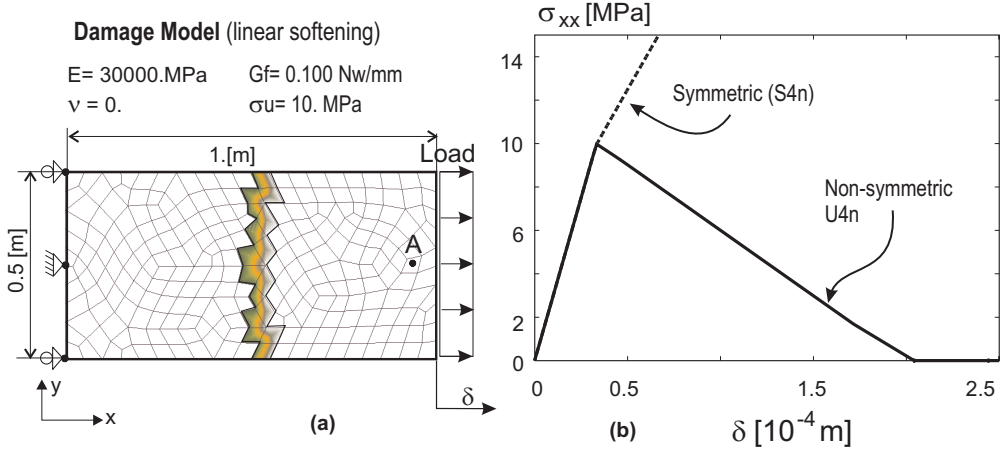 Damage Model (linear softening)
E= 30000.MPa Gf= 0.100 Nw/mm
ν = 0. σu= 10. MPa
1.[m]
Load
0.5 [m]
A
y
x
δ
(a)
σxx [MPa]
14
10
6
2
0
0 0.5 1.5 2.5
Symmetric (S4n)
Non-symmetric
U4n
(b)
δ [10⁻⁴ m]